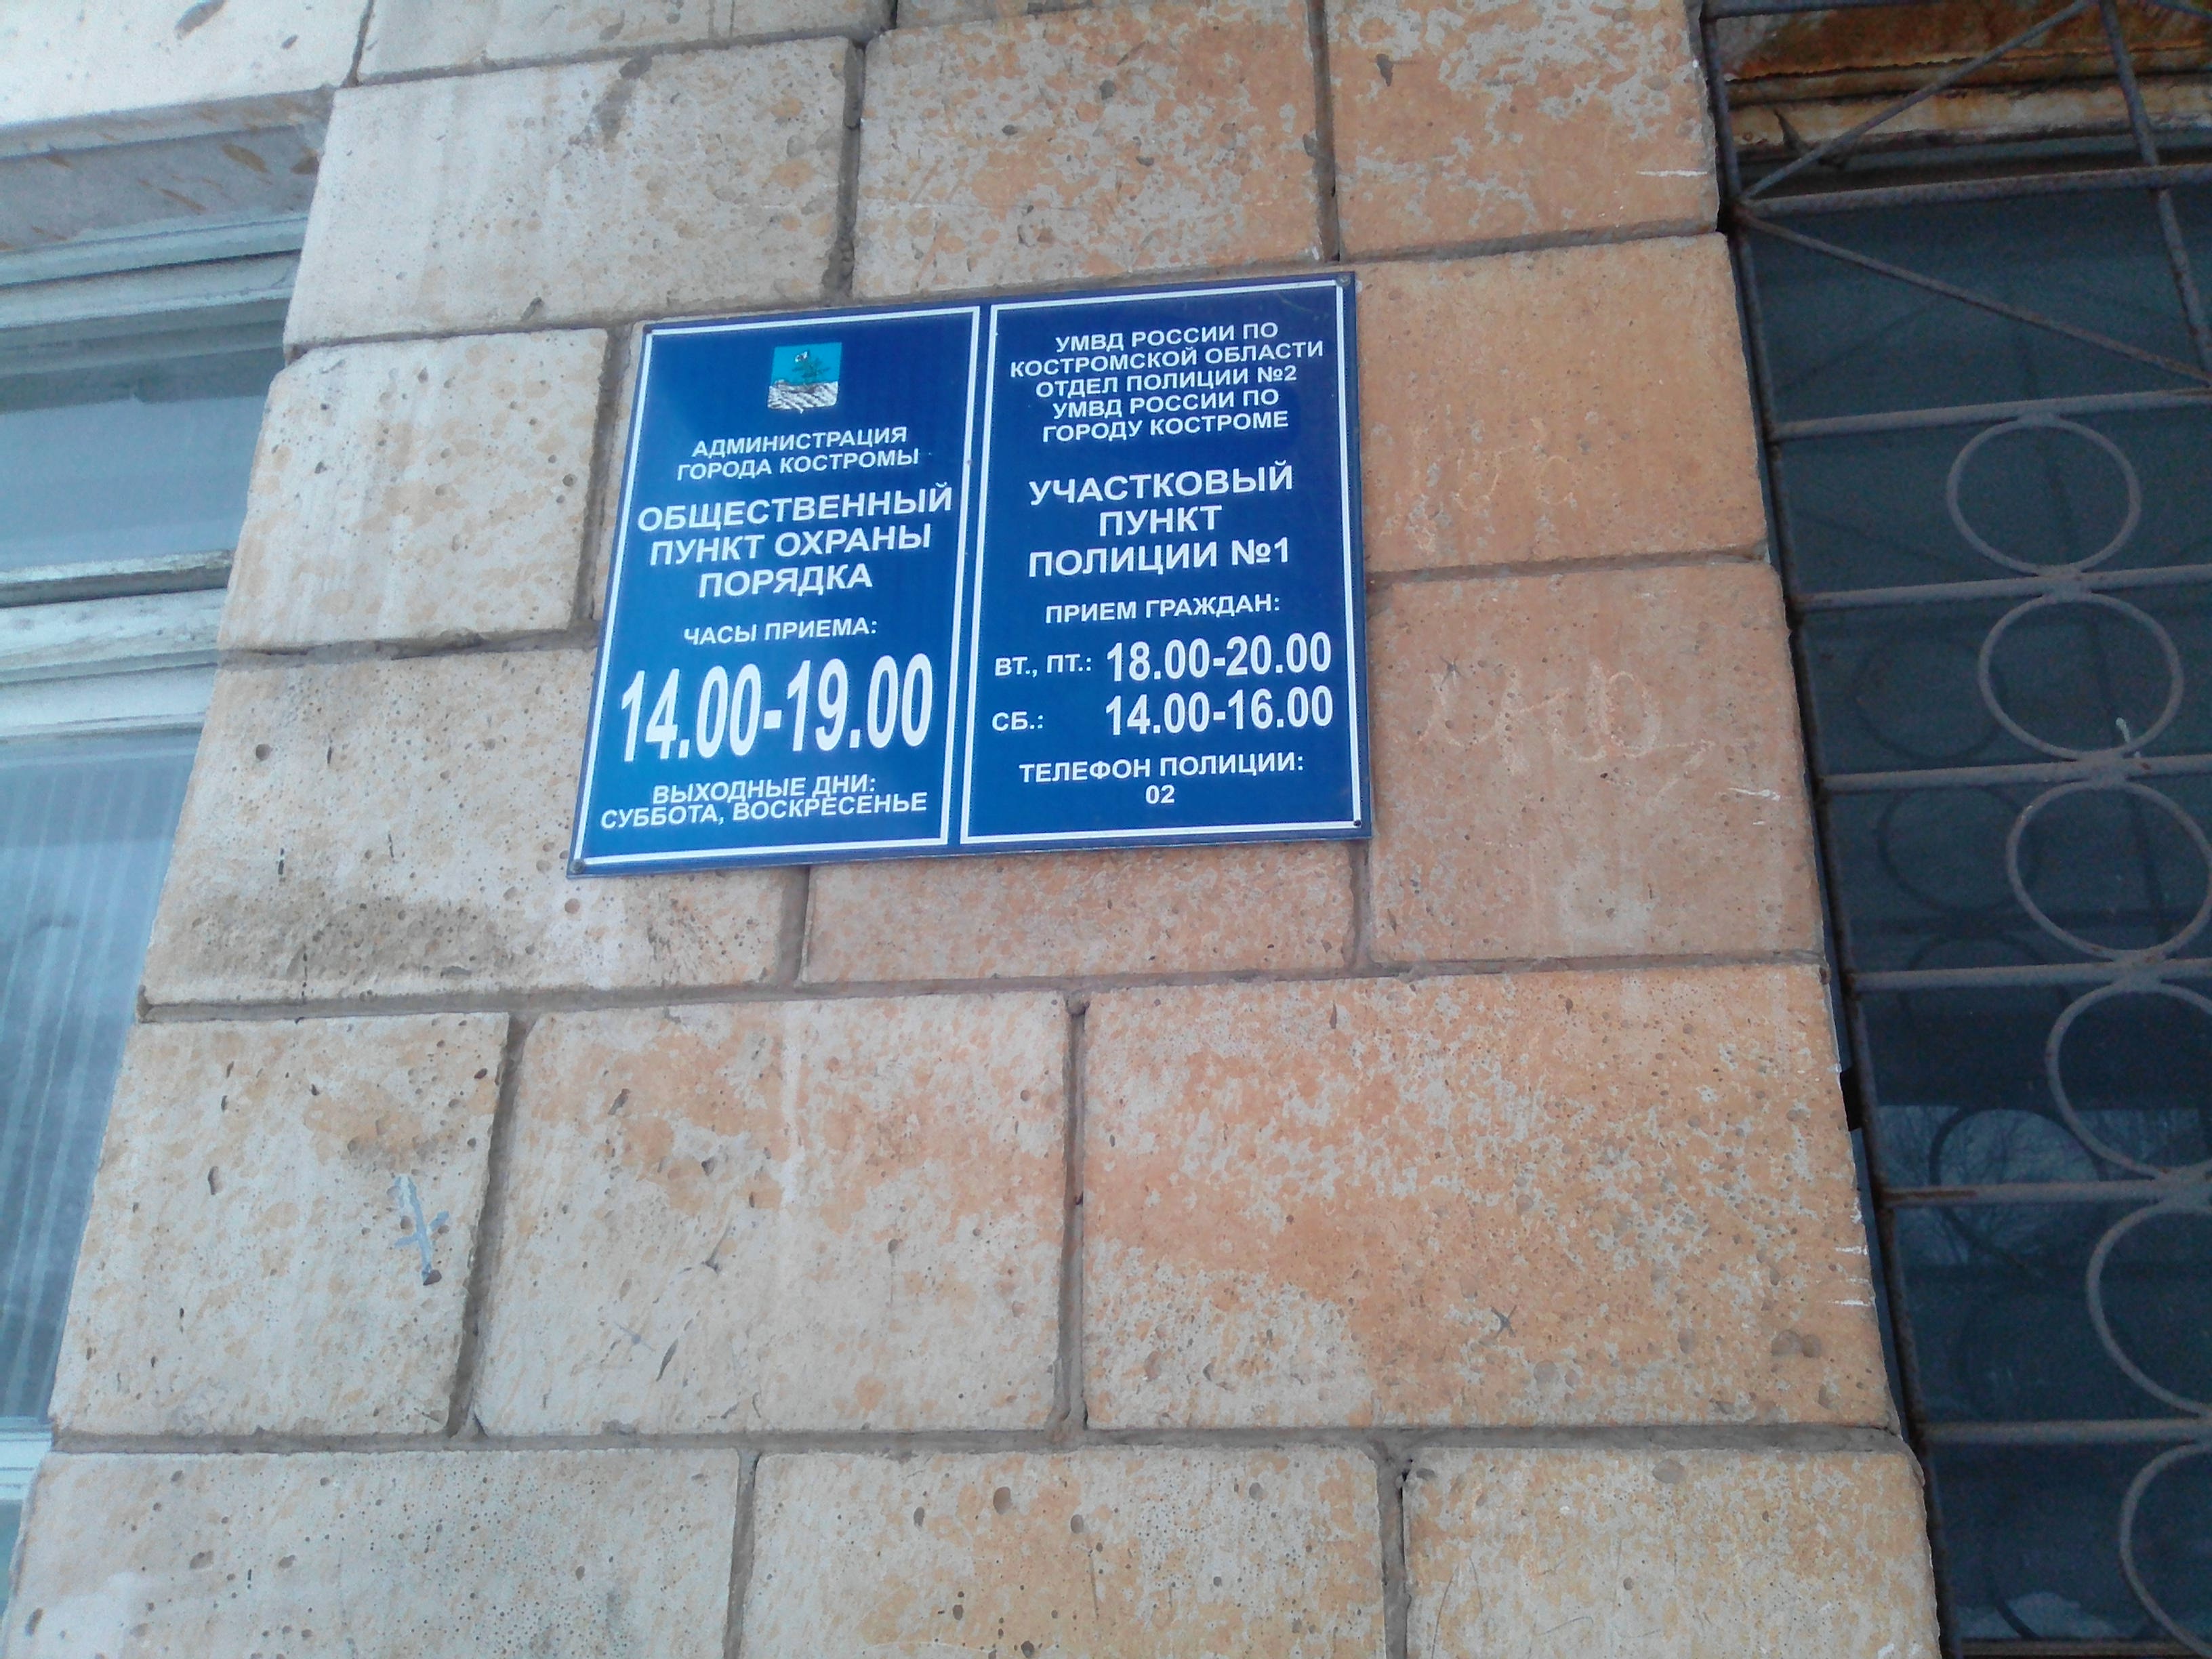 АДМИНИСТРАЦИЯ
ГОРОДА КОСТРОМЫ
ОБЩЕСТВЕННЫЙ
ПУНКТ ОХРАНЫ
ПОРЯДКА
ЧАСЫ ПРИЕМА:
14.00-19.00
ВЫХОДНЫЕ ДНИ:
СУББОТА, ВОСКРЕСЕНЬЕ
УМВД РОССИИ ПО
КОСТРОМСКОЙ ОБЛАСТИ
ОТДЕЛ ПОЛИЦИИ №2
УМВД РОССИИ ПО
ГОРОДУ КОСТРОМЕ
УЧАСТКОВЫЙ
ПУНКТ
ПОЛИЦИИ №1
ПРИЕМ ГРАЖДАН:
ВТ., ПТ.: 18.00-20.00
СБ.: 14.00-16.00
ТЕЛЕФОН ПОЛИЦИИ:
02